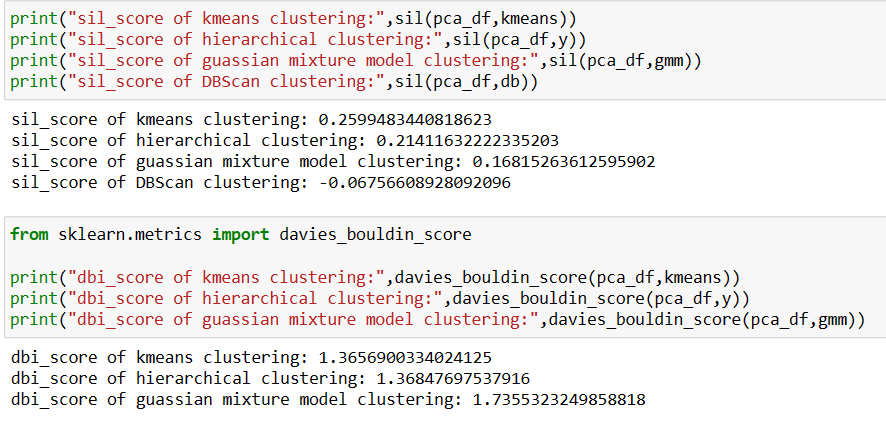 print("sil_score of kmeans clustering:",sil(pca_df,kmeans))
print("sil_score of hierarchical clustering:",sil(pca_df,y))
print("sil_score of guassian mixture model clustering:",sil(pca_df,gmm))
print("sil_score of DBScan clustering:",sil(pca_df,db))
sil_score of kmeans clustering: 0.2599483440818623
sil_score of hierarchical clustering: 0.21411632222335203
sil_score of guassian mixture model clustering: 0.16815263612595902
sil_score of DBScan clustering: -0.06756608928092096
from sklearn.metrics import davies_bouldin_score
print("dbi_score of kmeans clustering:",davies_bouldin_score(pca_df,kmeans))
print("dbi_score of hierarchical clustering:",davies_bouldin_score(pca_df,y))
print("dbi_score of guassian mixture model clustering:",davies_bouldin_score(pca_df,gmm))
dbi_score of kmeans clustering: 1.3656900334024125
dbi_score of hierarchical clustering: 1.36847697537916
dbi_score of guassian mixture model clustering: 1.7355323249858818